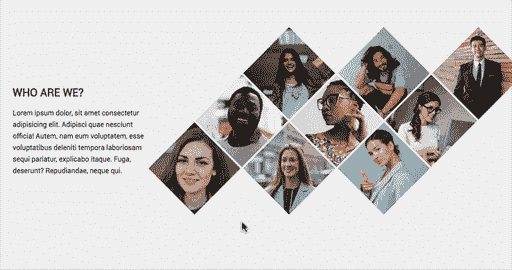 WHO ARE WE?
Lorem ipsum dolor, sit amet consectetur
adipisicing elit. Adipisci quae nesciunt
officia! Autem, nam eum voluptatem, esse
voluptatibus deleniti tempora laboriosam
sequi pariatur, explicabo itaque. Fuga,
deserunt? Repudiandae, neque qui.